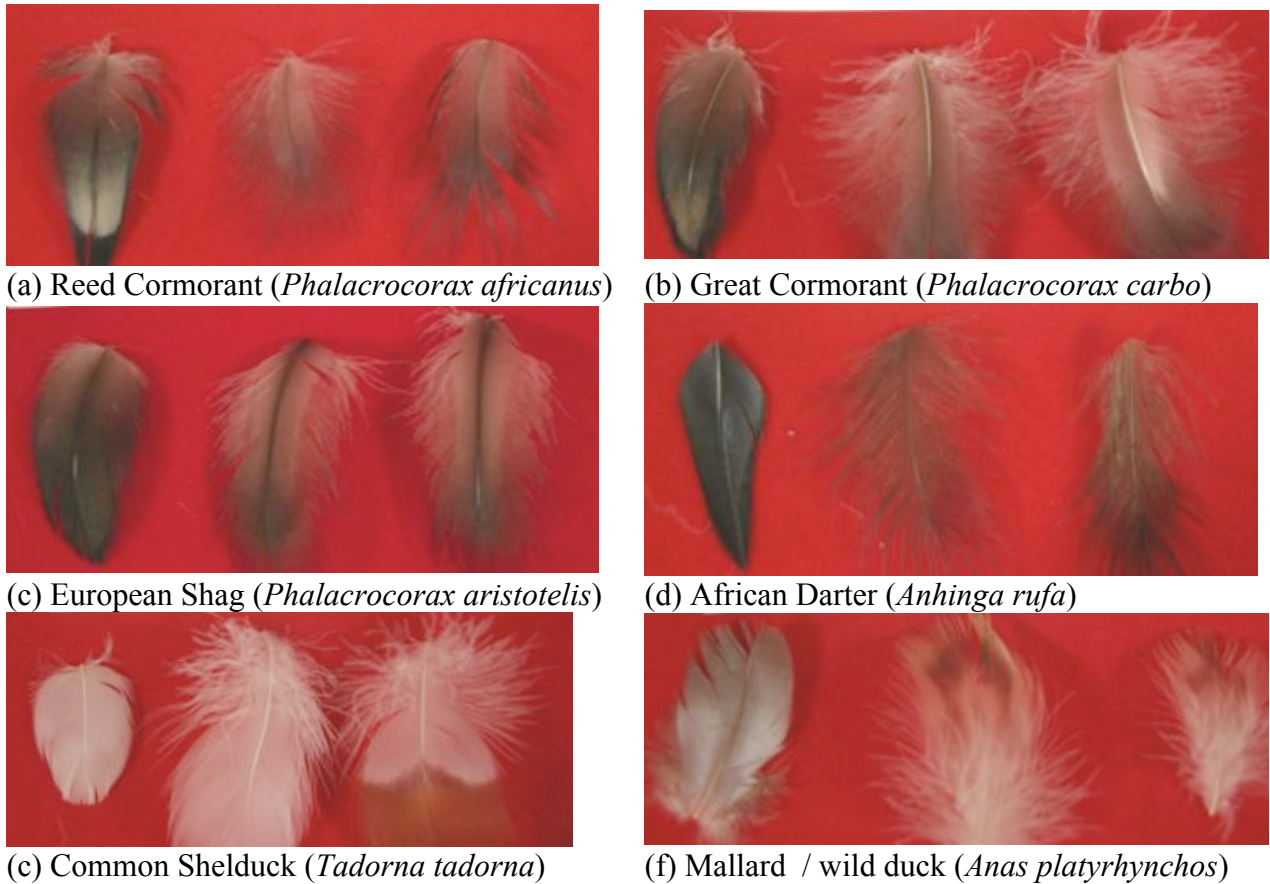 (a) Reed Cormorant (Phalacrocorax africanus)
(b) Great Cormorant (Phalacrocorax carbo)
(c) European Shag (Phalacrocorax aristotelis)
(d) African Darter (Anhinga rufa)
(c) Common Shelduck (Tadorna tadorna)
(f) Mallard / wild duck (Anas platyrhynchos)